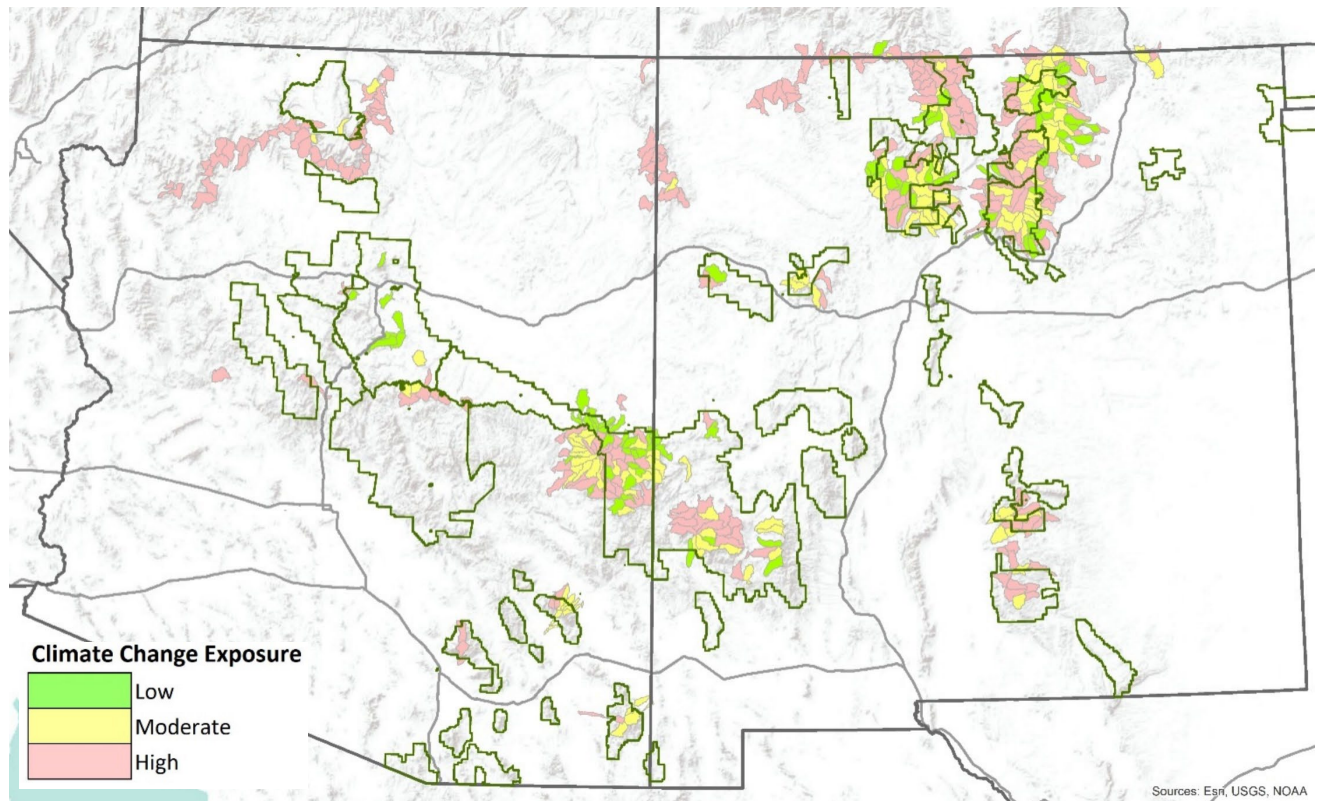 Climate Change Exposure
Low
Moderate
High
Sources: Esri, USGS, NOAA